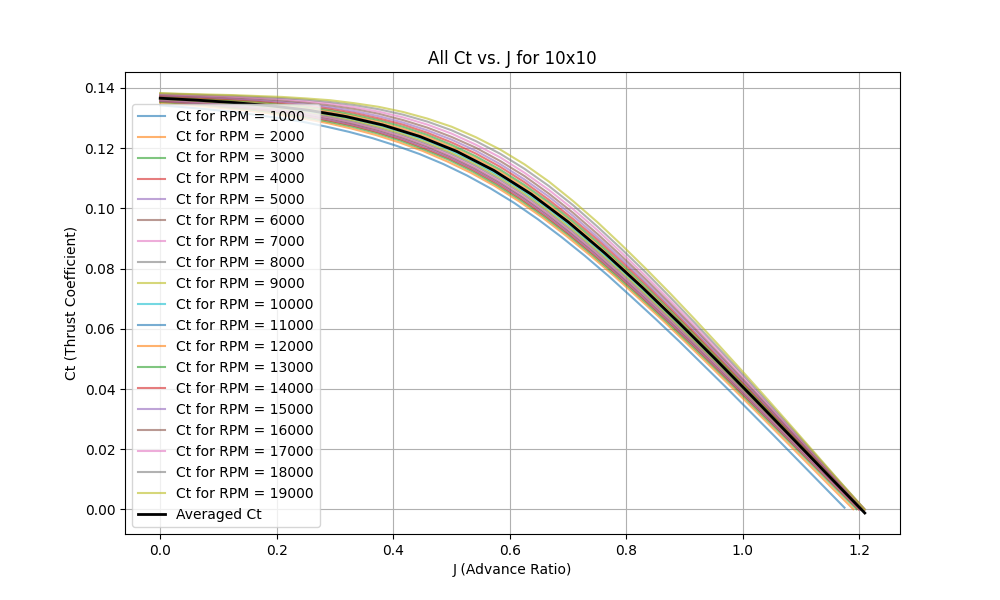 All Ct vs. J for 10x10
Ct (Thrust Coefficient)
0.14
0.12
0.10
0.08
0.06
0.04
0.02
0.00
Ct for RPM = 1000
Ct for RPM = 2000
Ct for RPM = 3000
Ct for RPM = 4000
Ct for RPM = 5000
Ct for RPM = 6000
Ct for RPM = 7000
Ct for RPM = 8000
Ct for RPM = 9000
Ct for RPM = 10000
Ct for RPM = 11000
Ct for RPM = 12000
Ct for RPM = 13000
Ct for RPM = 14000
Ct for RPM = 15000
Ct for RPM = 16000
Ct for RPM = 17000
Ct for RPM = 18000
Ct for RPM = 19000
Averaged Ct
0.0 0.2 0.4 0.6 0.8 1.0 1.2
J (Advance Ratio)